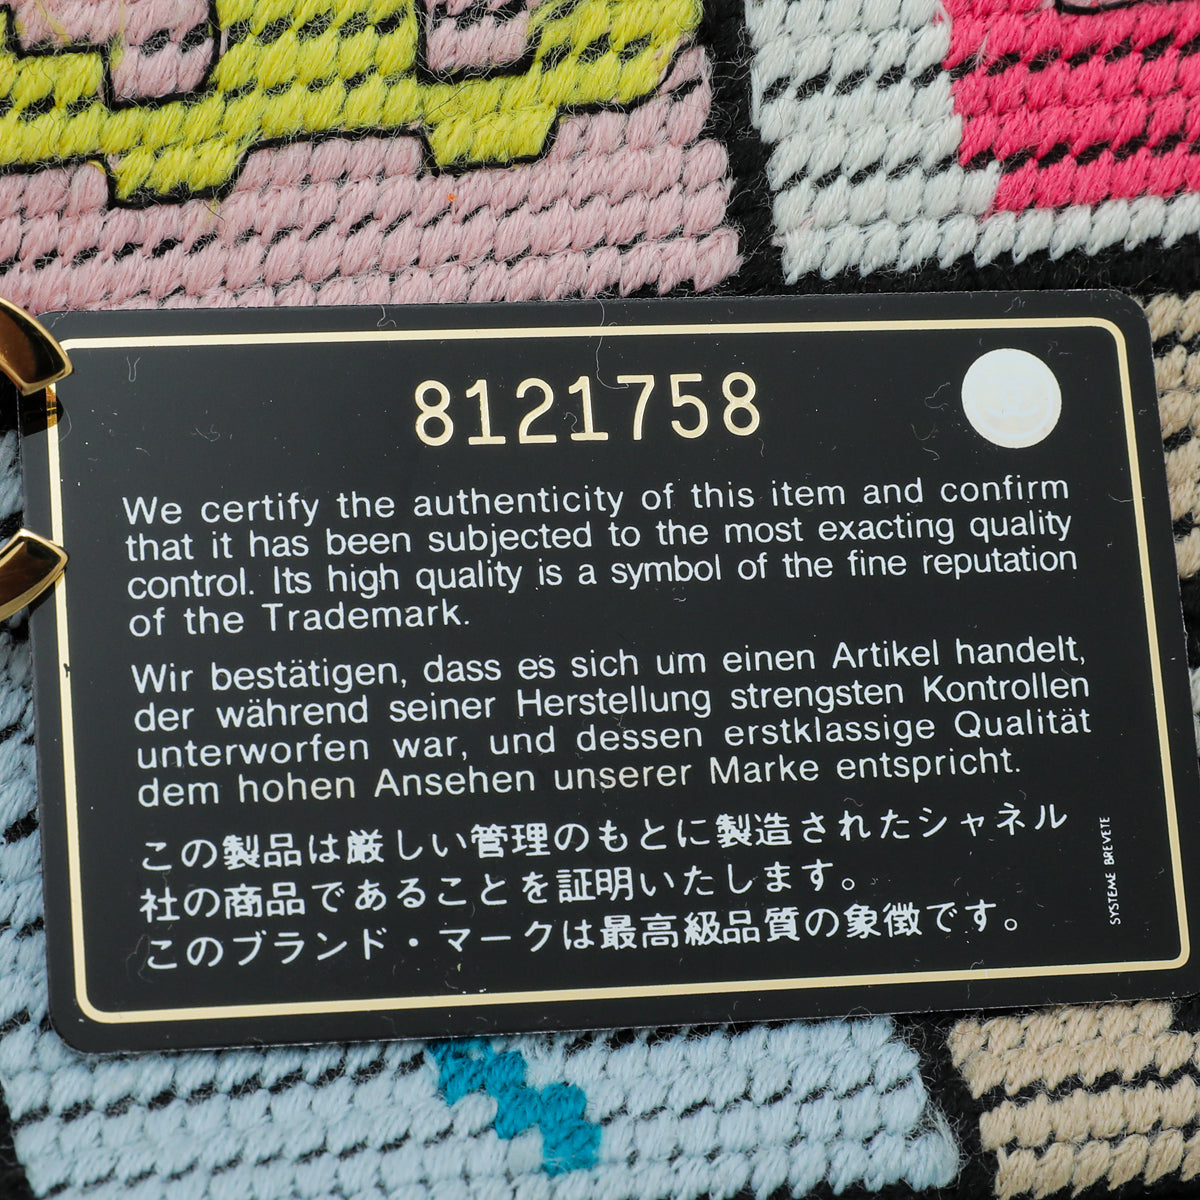 8121758
We certify the authenticity of this item and confirm
that it has been subjected to the most exacting quality
control. Its high quality is a symbol of the fine reputation
of the Trademark.
Wir bestätigen, dass es sich um einen Artikel handelt,
der während seiner Herstellung strengsten Kontrollen
unterworfen war, und dessen erstklassige Qualität
dem hohen Ansehen unserer Marke entspricht.
この製品は厳しい管理のもとに製造されたシャネル
社の商品であることを証明いたします。
このブランド・マークは最高級品質の象徴です。
SYSTEME BREVETE